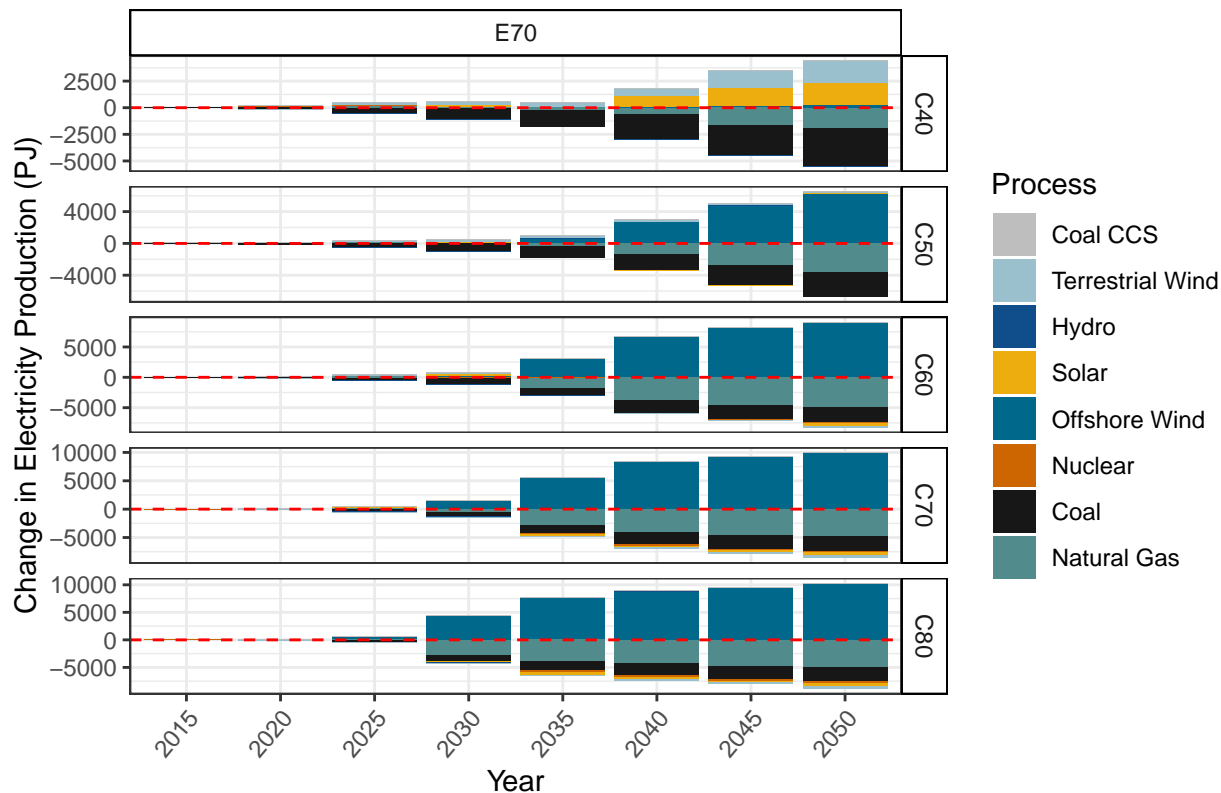 E70
2500
0
−2500
−5000
C40
4000
0
−4000
C50
5000
0
−5000
C60
10000
5000
0
−5000
C70
10000
5000
0
−5000
C80
2015
2020
2025
2030
2035
2040
2045
2050
Year
Change in Electricity Production (PJ)
Process
Coal CCS
Terrestrial Wind
Hydro
Solar
Offshore Wind
Nuclear
Coal
Natural Gas